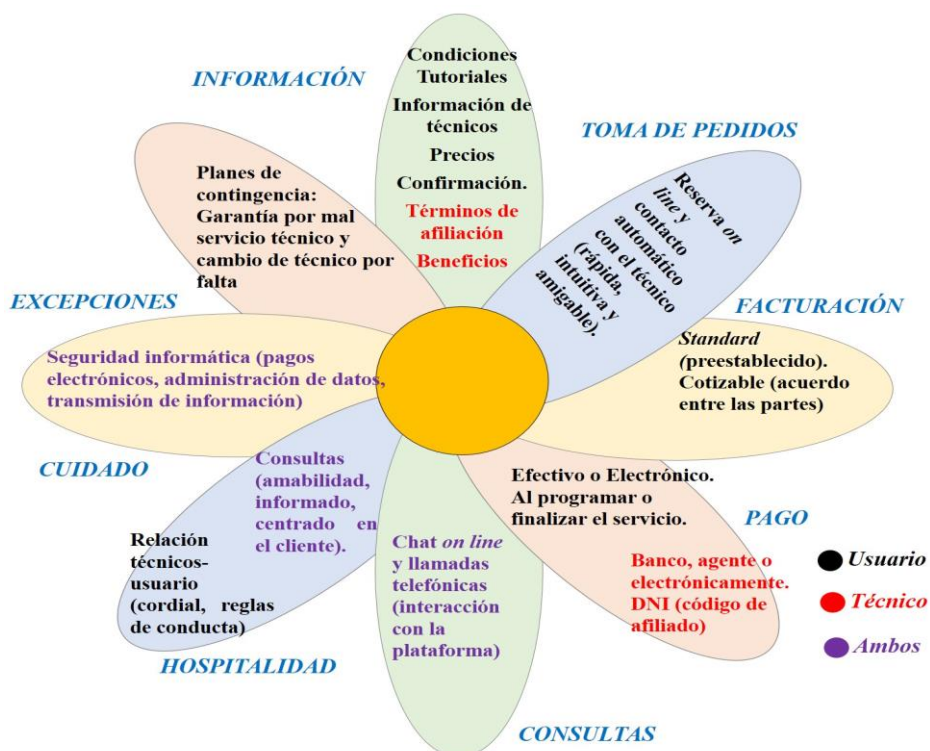 INFORMACIÓN
Condiciones
Tutoriales
Información de
técnicos
Precios
Confirmación.
Términos de
afiliación
Beneficios
TOMA DE PEDIDOS
Reserva on
line y
contacto
automático
con el técnico
(rápida,
intuitiva y
amigable).
FACTURACIÓN
Standard
(preestablecido).
Cotizable (acuerdo
entre las partes)
PAGO
Efectivo o Electrónico.
Al programar o
finalizar el servicio.
Banco, agente o
electrónicamente.
DNI (código de
afiliado)
CONSULTAS
Chat on line
y llamadas
telefónicas
(interacción
con la
plataforma)
HOSPITALIDAD
Consultas
(amabilidad,
informado,
centrado en
el cliente).
Relación
técnicos-
usuario
(cordial, reglas
de conducta)
CUIDADO
Seguridad informática (pagos
electrónicos, administración de datos,
transmisión de información)
EXCEPCIONES
Planes de
contingencia:
Garantía por mal
servicio técnico y
cambio de técnico por
falta
Usuario
Técnico
Ambos